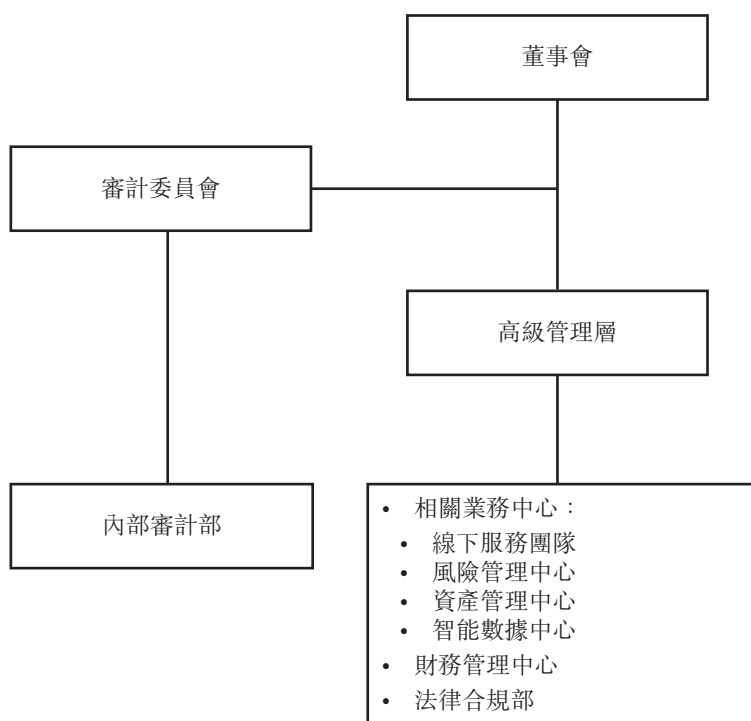 董事會
審計委員會
高級管理層
內部審計部
• 相關業務中心：
• 線下服務團隊
• 風險管理中心
• 資產管理中心
• 智能數據中心
• 財務管理中心
• 法律合規部